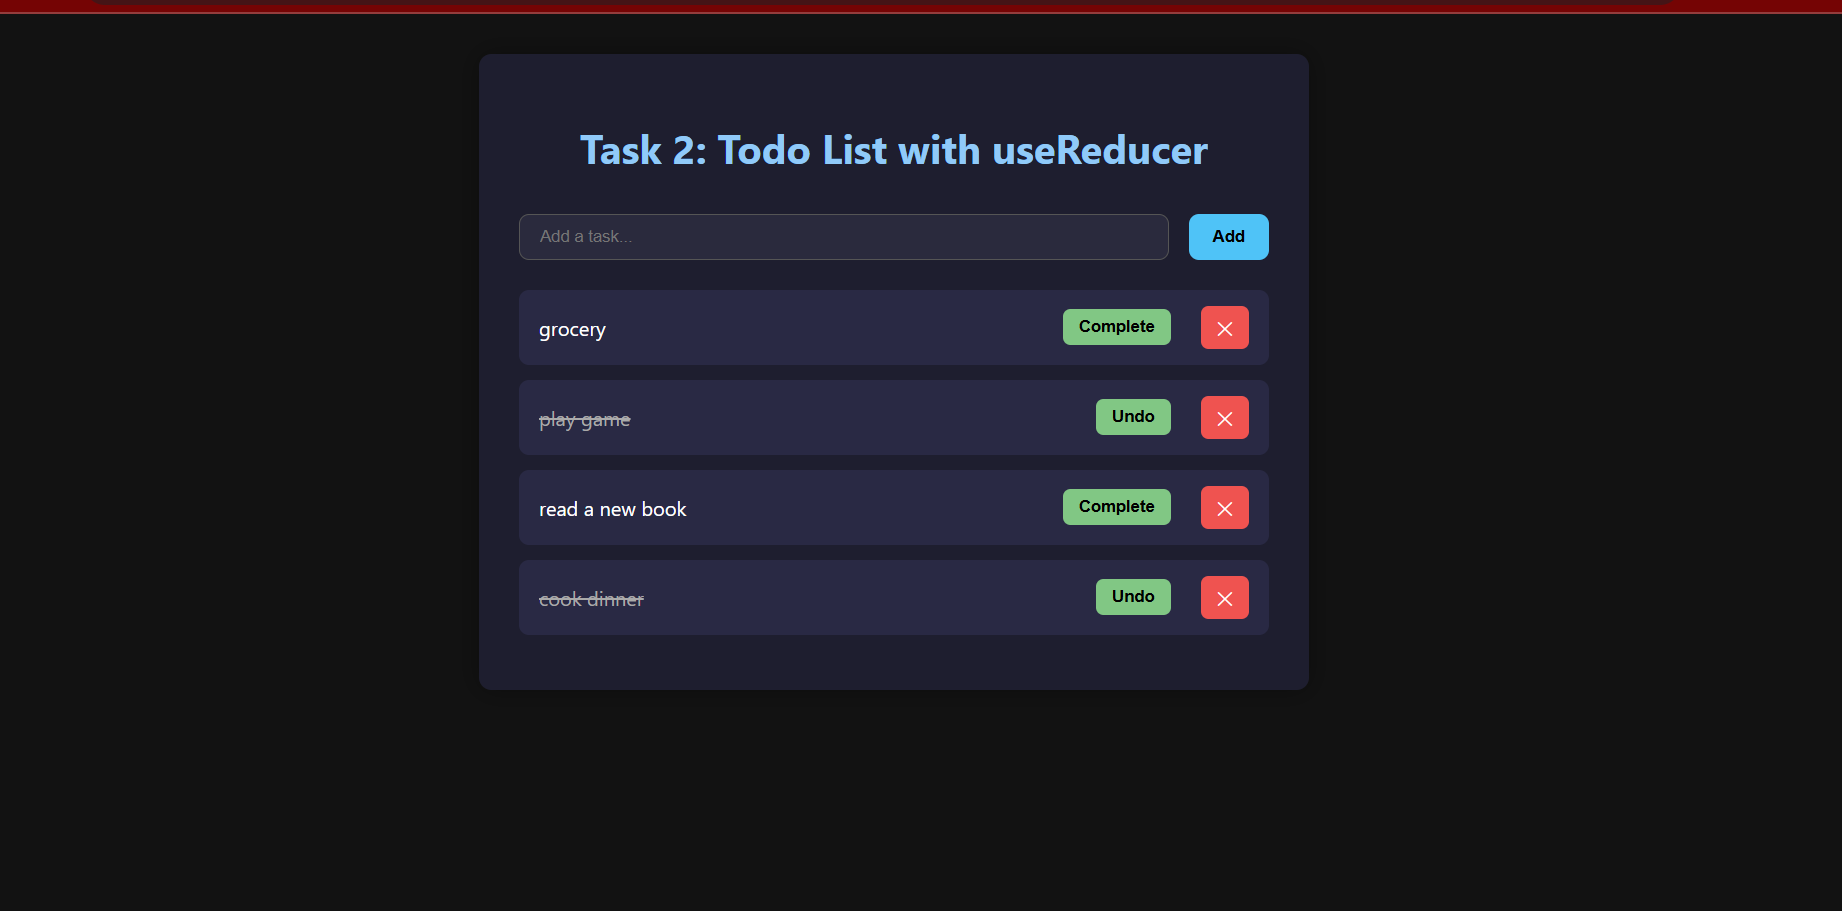 Task 2: Todo List with useReducer
Add a task...
Add
grocery
Complete
play game
Undo
read a new book
Complete
cook dinner
Undo